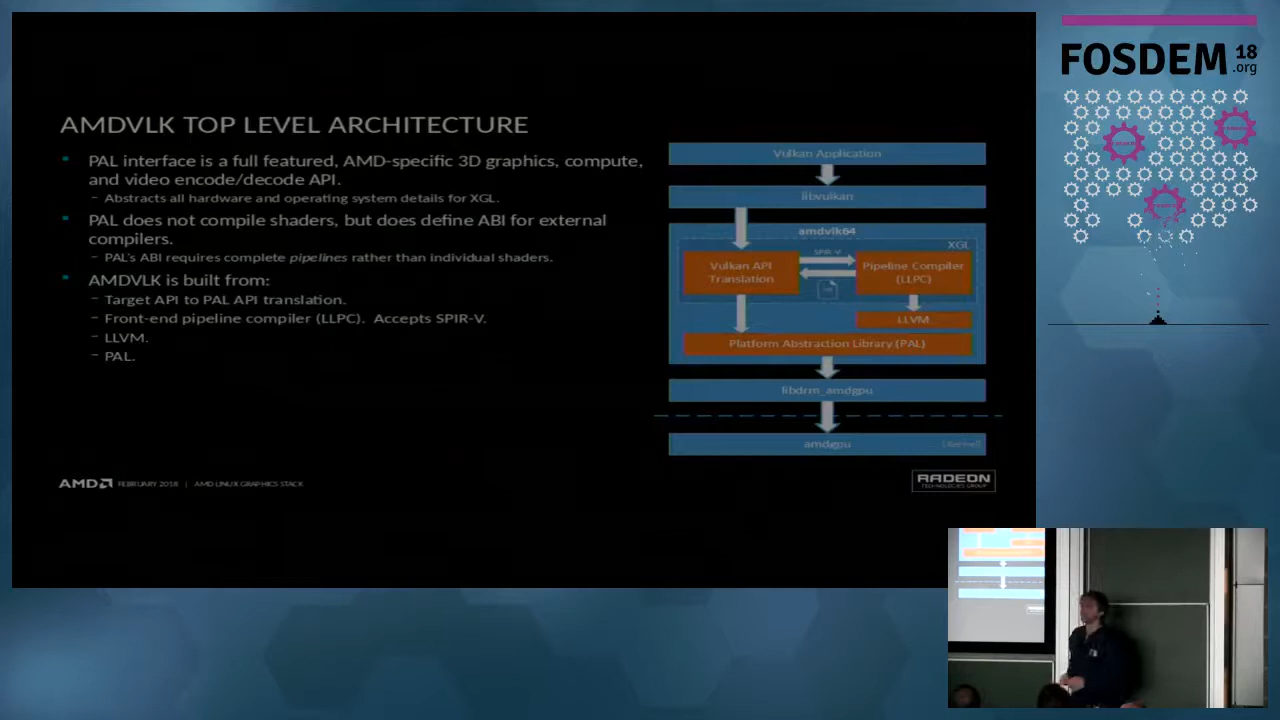 AMDVLK TOP LEVEL ARCHITECTURE
PAL interface is a full featured, AMD-specific 3D graphics, compute,
and video encode/decode API.
– Abstracts all hardware and operating system details for XGL.
PAL does not compile shaders, but does define ABI for external
compilers.
– PAL's ABI requires complete pipelines rather than individual shaders.
AMDVLK is built from:
– Target API to PAL API translation.
– Front-end pipeline compiler (LLPC). Accepts SPIR-V.
– LLVM.
– PAL.
Vulkan Application
libvulkan
amdvlk64
XGL
Vulkan API
Translation
SPIR-V
Pipeline Compiler
(LLPC)
LLVM
Platform Abstraction Library (PAL)
libdrm_amdgpu
amdgpu
AMD FEBRUARY 2018 | AMD LINUX GRAPHICS STACK
RADEON
TECHNOLOGIES GROUP
FOSDEM 18
.org